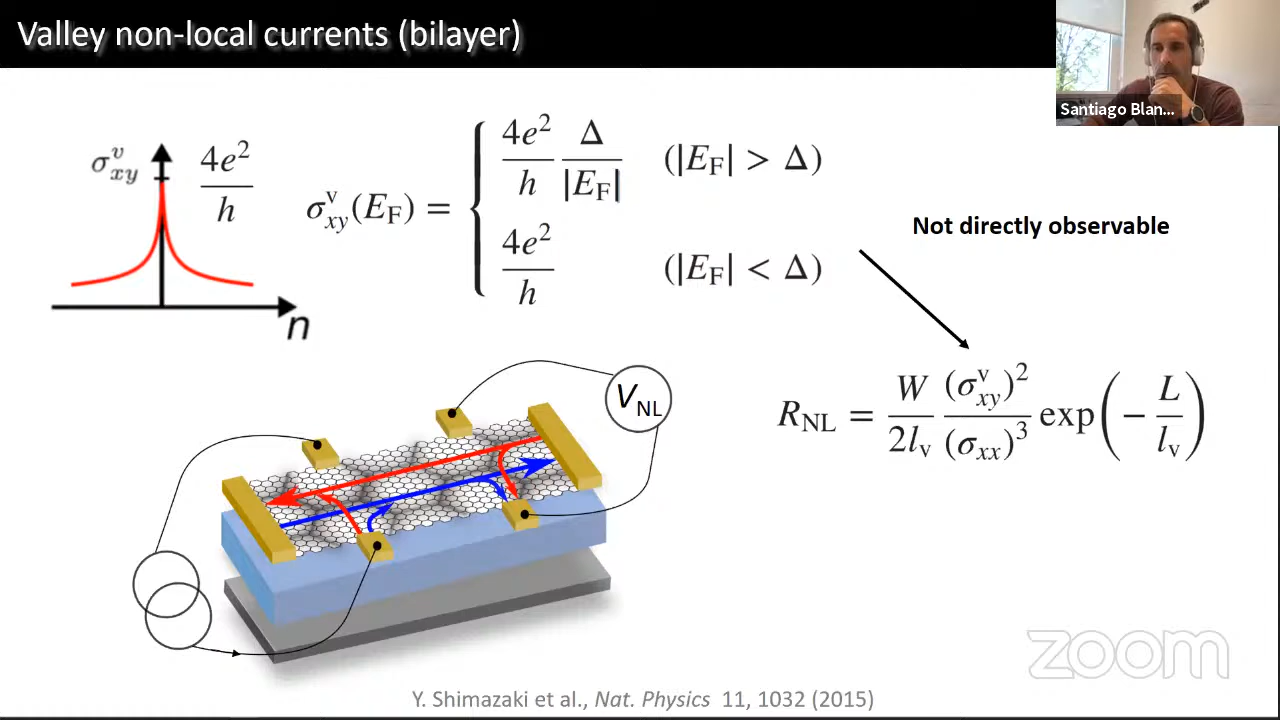 Valley non-local currents (bilayer)
Santiago Blan...
σ^v_xy
4e²/h
n
σ^v_xy(E_F) = { 4e²/h Δ/|E_F| (|E_F| > Δ)
4e²/h (|E_F| < Δ)
Not directly observable
V_NL
R_NL = W/2l_v (σ^v_xy)²/(σ_xx)³ exp(− L/l_v)
zoom
Y. Shimazaki et al., Nat. Physics 11, 1032 (2015)